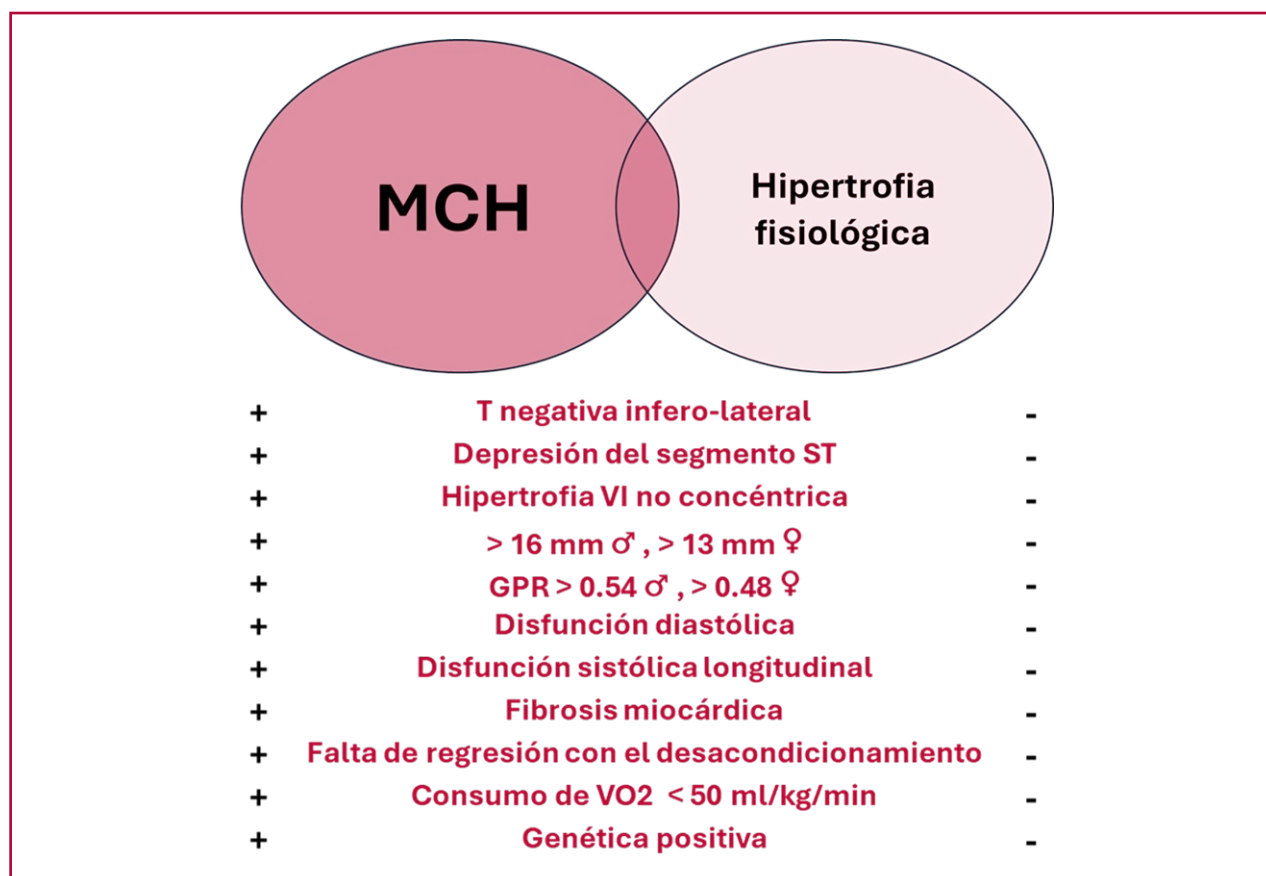 MCH
Hipertrofia
fisiológica
+ T negativa infero-lateral -
+ Depresión del segmento ST -
+ Hipertrofia VI no concéntrica -
+ > 16 mm ♂ , > 13 mm ♀ -
+ GPR > 0.54 ♂ , > 0.48 ♀ -
+ Disfunción diastólica -
+ Disfunción sistólica longitudinal -
+ Fibrosis miocárdica -
+ Falta de regresión con el desacondicionamiento -
+ Consumo de VO2 < 50 ml/kg/min -
+ Genética positiva -